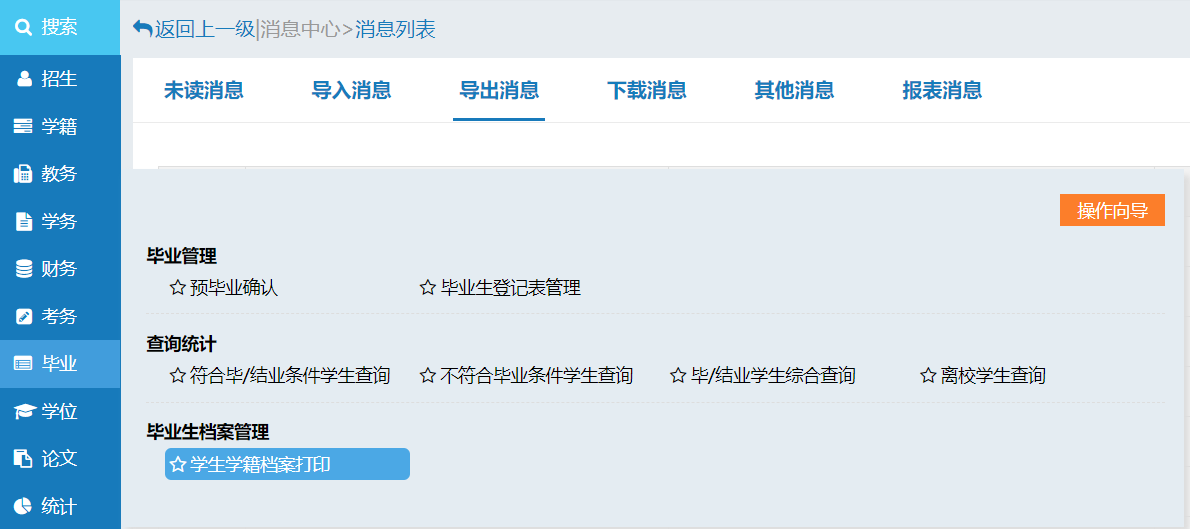 搜索
招生
学籍
教务
学务
财务
考务
毕业
学位
论文
统计
返回上一级|消息中心>消息列表
未读消息 导入消息 导出消息 下载消息 其他消息 报表消息
操作向导
毕业管理
预毕业确认 毕业生登记表管理
查询统计
符合毕/结业条件学生查询 不符合毕业条件学生查询 毕/结业学生综合查询 离校学生查询
毕业生档案管理
学生学籍档案打印